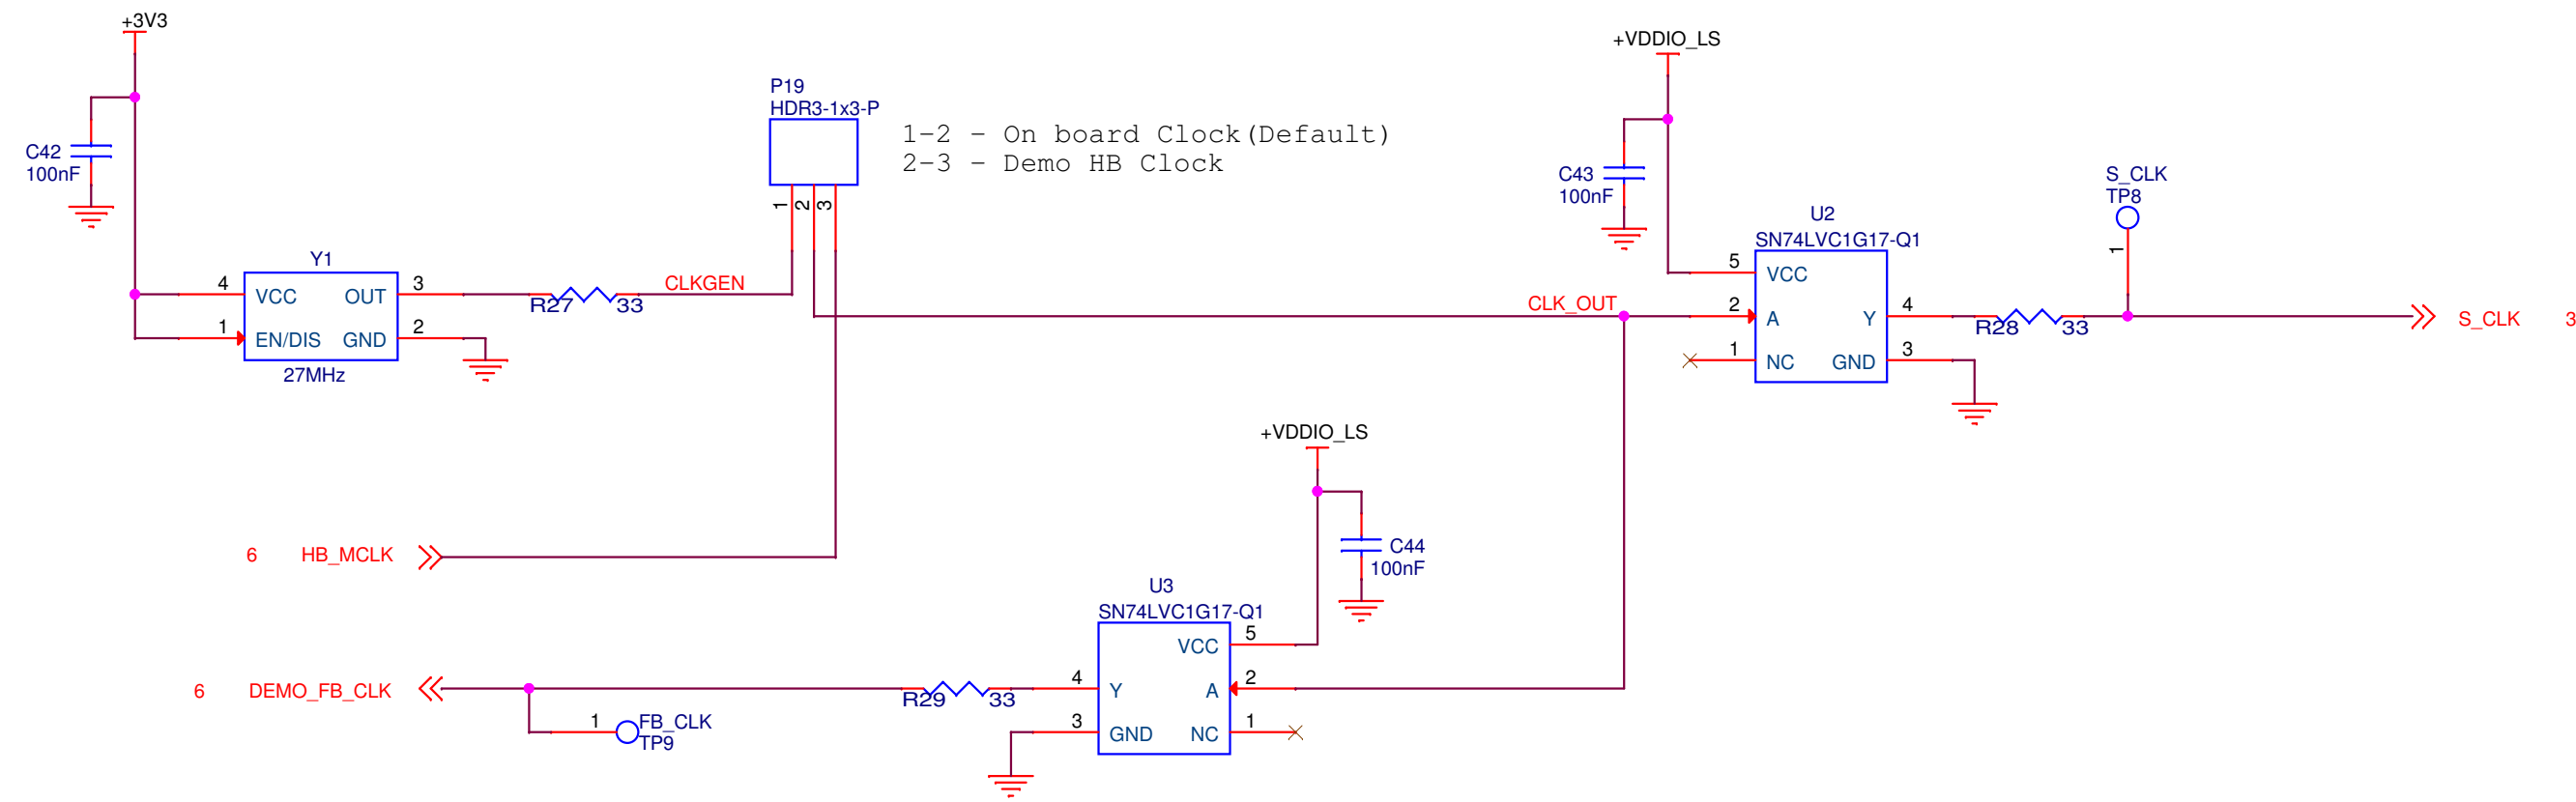 +3V3
C42
100nF
Y1
4
VCC
OUT
3
1
EN/DIS
GND
2
27MHz
R27
33
CLKGEN
P19
HDR3-1x3-P
1
2
3
1-2 - On board Clock(Default)
2-3 - Demo HB Clock
+VDDIO_LS
C43
100nF
U2
SN74LVC1G17-Q1
5
VCC
CLK_OUT
2
A
Y
4
1
NC
GND
3
R28
33
S_CLK
TP8
1
S_CLK
3
6
HB_MCLK
+VDDIO_LS
C44
100nF
U3
SN74LVC1G17-Q1
VCC
5
4
Y
A
2
3
GND
NC
1
R29
33
6
DEMO_FB_CLK
1
FB_CLK
TP9